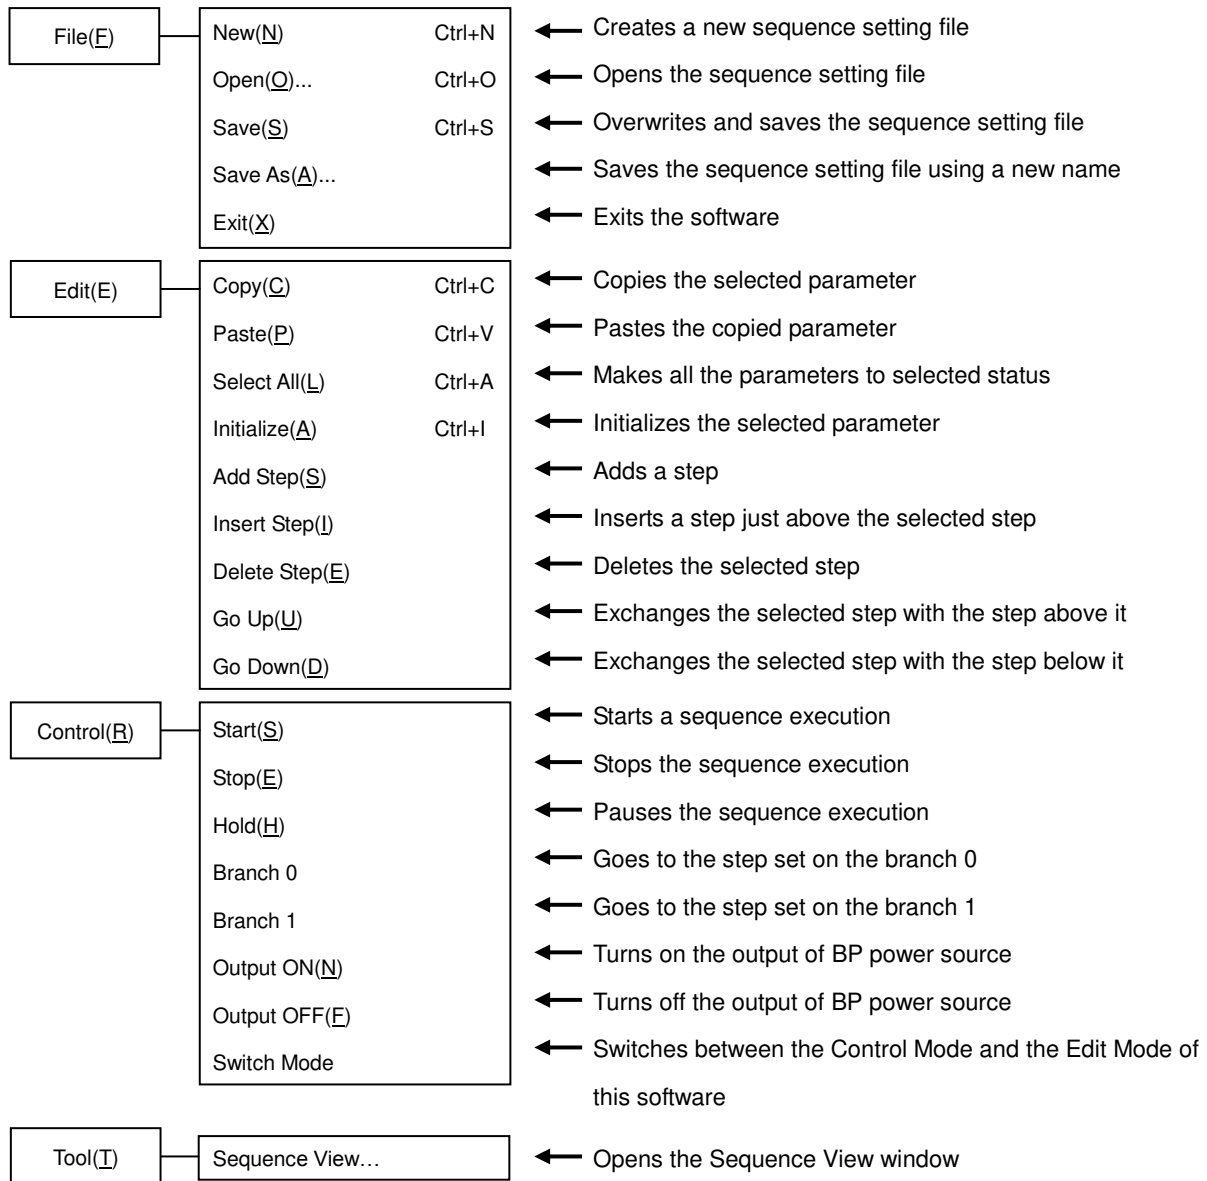 File(F)
New(N) Ctrl+N Creates a new sequence setting file
Open(O)... Ctrl+O Opens the sequence setting file
Save(S) Ctrl+S Overwrites and saves the sequence setting file
Save As(A)... Saves the sequence setting file using a new name
Exit(X) Exits the software
Edit(E)
Copy(C) Ctrl+C Copies the selected parameter
Paste(P) Ctrl+V Pastes the copied parameter
Select All(L) Ctrl+A Makes all the parameters to selected status
Initialize(A) Ctrl+I Initializes the selected parameter
Add Step(S) Adds a step
Insert Step(I) Inserts a step just above the selected step
Delete Step(E) Deletes the selected step
Go Up(U) Exchanges the selected step with the step above it
Go Down(D) Exchanges the selected step with the step below it
Control(R)
Start(S) Starts a sequence execution
Stop(E) Stops the sequence execution
Hold(H) Pauses the sequence execution
Branch 0 Goes to the step set on the branch 0
Branch 1 Goes to the step set on the branch 1
Output ON(N) Turns on the output of BP power source
Output OFF(F) Turns off the output of BP power source
Switch Mode Switches between the Control Mode and the Edit Mode of
this software
Tool(T)
Sequence View… Opens the Sequence View window